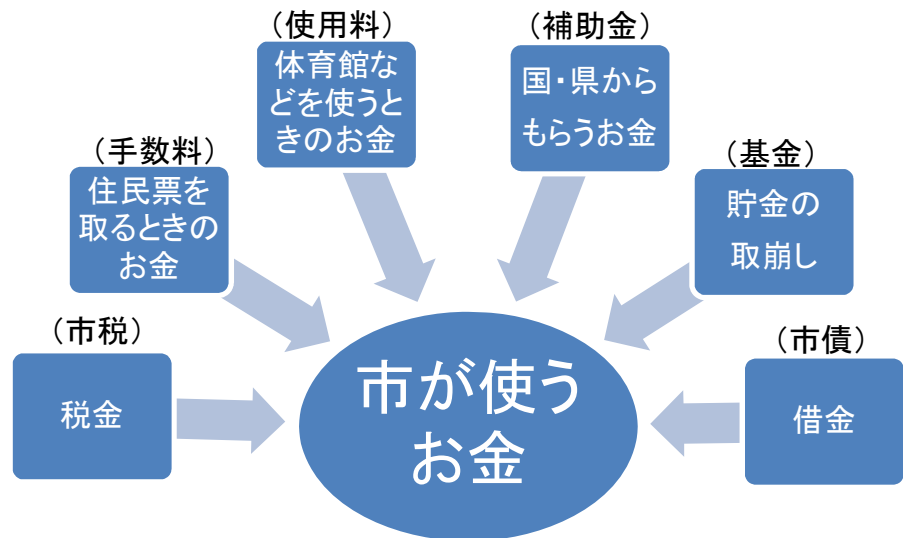 （使用料）
体育館な
どを使うと
きのお金
（補助金）
国・県から
もらうお金
（手数料）
住民票を
取るときの
お金
（基金）
貯金の
取崩し
（市税）
税金
（市債）
借金
市が使う
お金